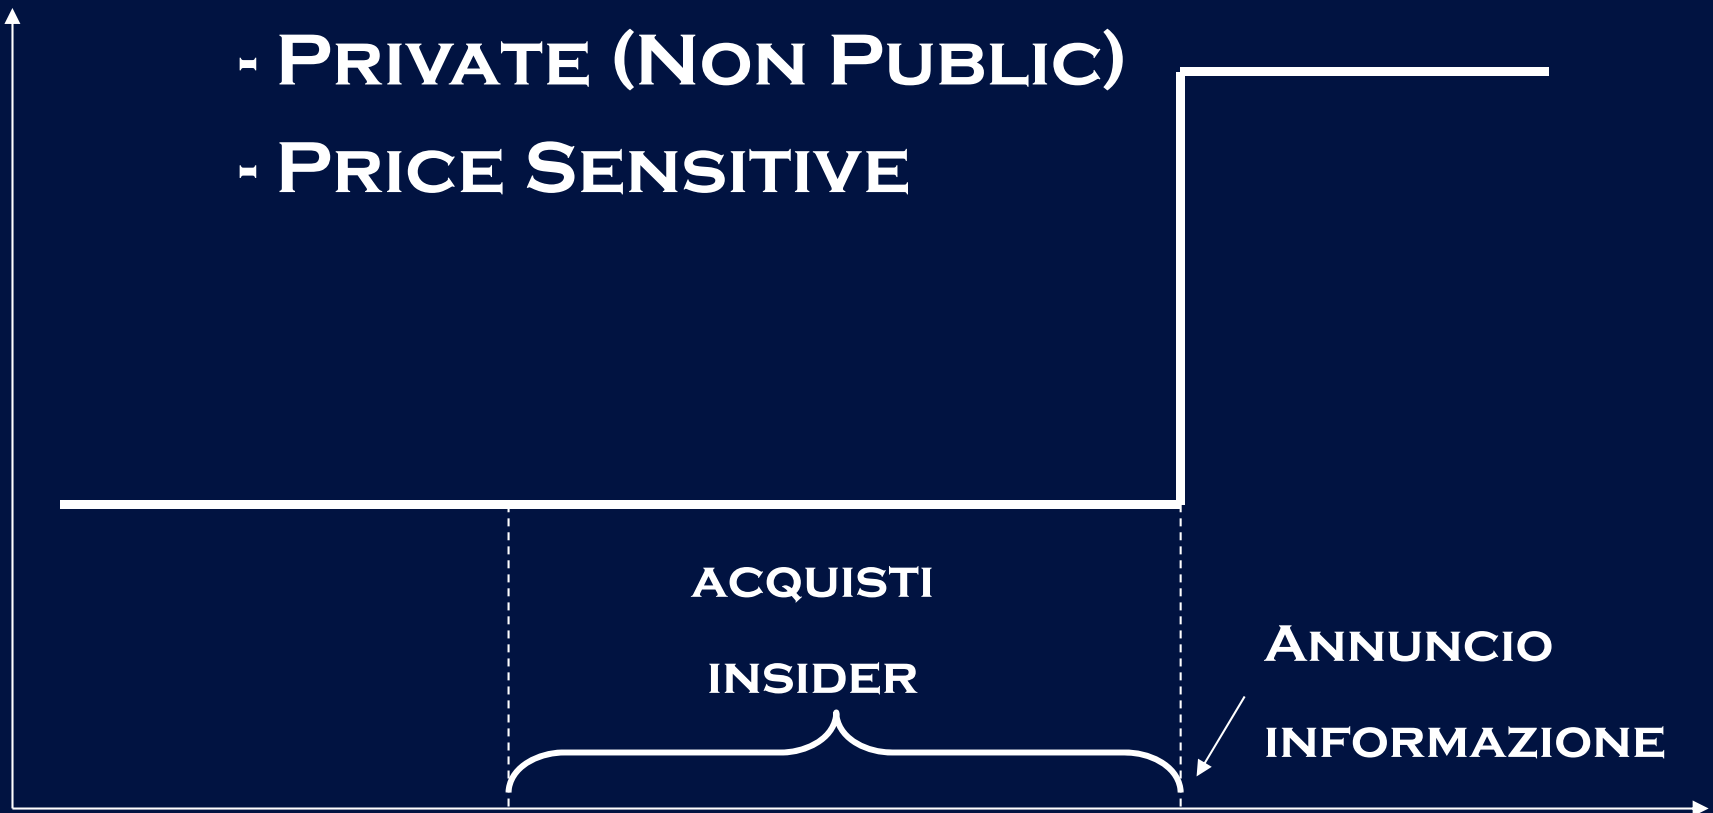 - Private (Non Public)
- Price Sensitive
acquisti
insider
Annuncio
informazione